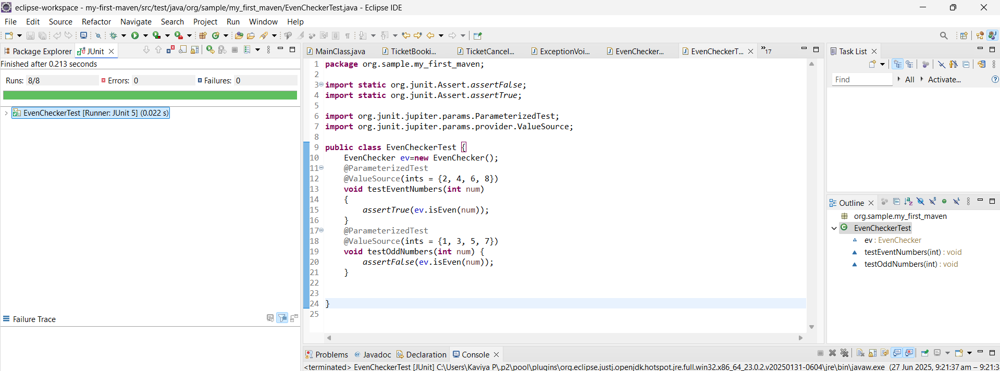 eclipse-workspace - my-first-maven/src/test/java/org/sample/my_first_maven/EvenCheckerTest.java - Eclipse IDE
File Edit Source Refactor Navigate Search Project Run Window Help
Package Explorer JUnit
Finished after 0.213 seconds
Runs: 8/8 Errors: 0 Failures: 0
EvenCheckerTest [Runner: JUnit 5] (0.022 s)
Failure Trace
MainClass.java TicketBooki... TicketCancel... ExceptionVoi... EvenChecker... EvenCheckerT... »17
1 package org.sample.my_first_maven;
2
3 import static org.junit.Assert.assertFalse;
4 import static org.junit.Assert.assertTrue;
5
6 import org.junit.jupiter.params.ParameterizedTest;
7 import org.junit.jupiter.params.provider.ValueSource;
8
9 public class EvenCheckerTest {
10 EvenChecker ev=new EvenChecker();
11 @ParameterizedTest
12 @ValueSource(ints = {2, 4, 6, 8})
13 void testEventNumbers(int num)
14 {
15 assertTrue(ev.isEven(num));
16 }
17 @ParameterizedTest
18 @ValueSource(ints = {1, 3, 5, 7})
19 void testOddNumbers(int num) {
20 assertFalse(ev.isEven(num));
21 }
22
23
24 }
25
Problems @ Javadoc Declaration Console
<terminated> EvenCheckerTest [JUnit] C:\Users\Kaviya P\.p2\pool\plugins\org.eclipse.justj.openjdk.hotspot.jre.full.win32.x86_64_23.0.2.v20250131-0604\jre\bin\javaw.exe (27 Jun 2025, 9:21:37 am – 9:21:3
Task List
Find All Activate...
Outline
org.sample.my_first_maven
EvenCheckerTest
ev : EvenChecker
testEventNumbers(int) : void
testOddNumbers(int) : void